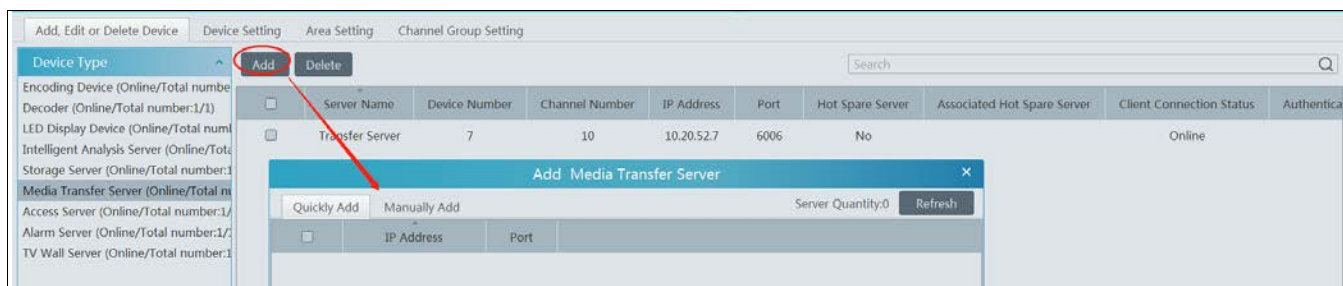 Add, Edit or Delete Device Device Setting Area Setting Channel Group Setting
Device Type Add Delete Search
Encoding Device (Online/Total numbe
Decoder (Online/Total number:1/1)
LED Display Device (Online/Total num
Intelligent Analysis Server (Online/Tota
Storage Server (Online/Total number:1
Media Transfer Server (Online/Total nu
Access Server (Online/Total number:1/
Alarm Server (Online/Total number:1/
TV Wall Server (Online/Total number:1
Server Name Device Number Channel Number IP Address Port Hot Spare Server Associated Hot Spare Server Client Connection Status Authentica
Transfer Server 7 10 10.20.52.7 6006 No Online
Add Media Transfer Server
Quickly Add Manually Add Server Quantity:0 Refresh
IP Address Port